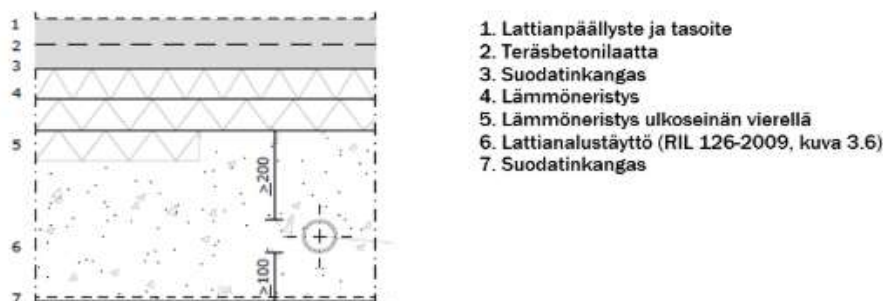 1
2
3
4
5
6
7
≥200
≥100
1. Lattianpäällyste ja tasoite
2. Teräsbetonilaatta
3. Suodatinkangas
4. Lämmöneristys
5. Lämmöneristys ulkoseinän vierellä
6. Lattianalustäyttö (RIL 126-2009, kuva 3.6)
7. Suodatinkangas